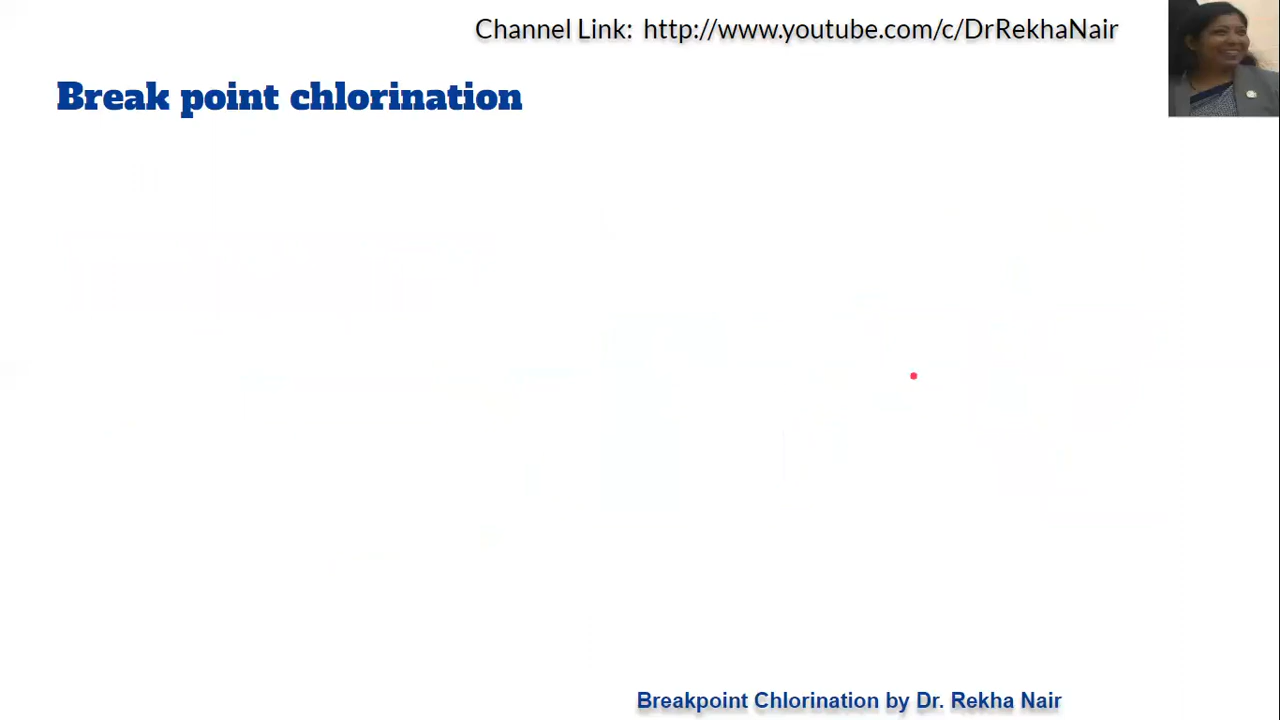 Channel Link: http://www.youtube.com/c/DrRekhaNair
Break point chlorination
Breakpoint Chlorination by Dr. Rekha Nair